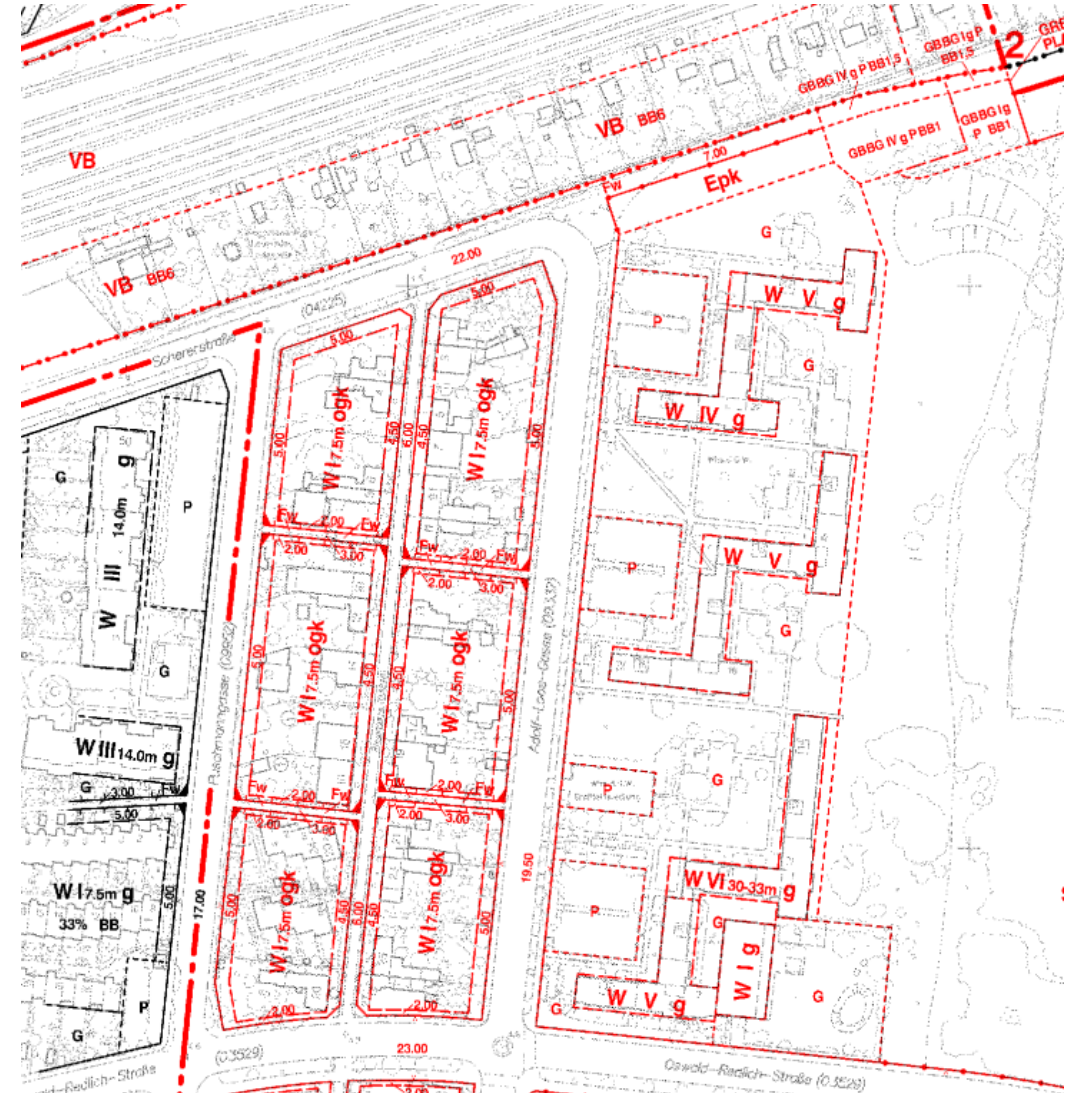 GBBG IV g P BB1,5
GBBG I g P
BB1,5
12
GRE
PLA
VB
VB BB6
GBBG IV g P BB1
GBBG I g
P BB1
7.00
Fw
Epk
G
22.00
VB BB6
(04225)
5.00
W V g
Schererstraße
5.00
P
G
W I 7.5m ogk
W I 7.5m ogk
5.00
4.50
6.00
4.50
5.00
W IV g
G
W III 14.0m g
P
Fw
2.00
Fw
Fw
2.00
Fw
2.00
3.00
2.00
3.00
P
W V g
G
W I 7.5m ogk
W I 7.5m ogk
5.00
4.50
4.50
5.00
G
W III 14.0m g
G
3.00
Fw
5.00
Fw
2.00
Fw
Fw
2.00
Fw
2.00
3.00
2.00
3.00
P
G
Adolf-Loos-Gasse
19.50
W VI 30-33m g
W I 7.5m g
33% BB
5.00
17.00
W I 7.5m ogk
W I 7.5m ogk
5.00
4.50
6.00
4.50
5.00
P
G
W I g
W V g
G
G
P
G
2.00
2.00
(03529)
23.00
Oswald-Redlich-Straße (03529)
-Redlich-Straße
2.00